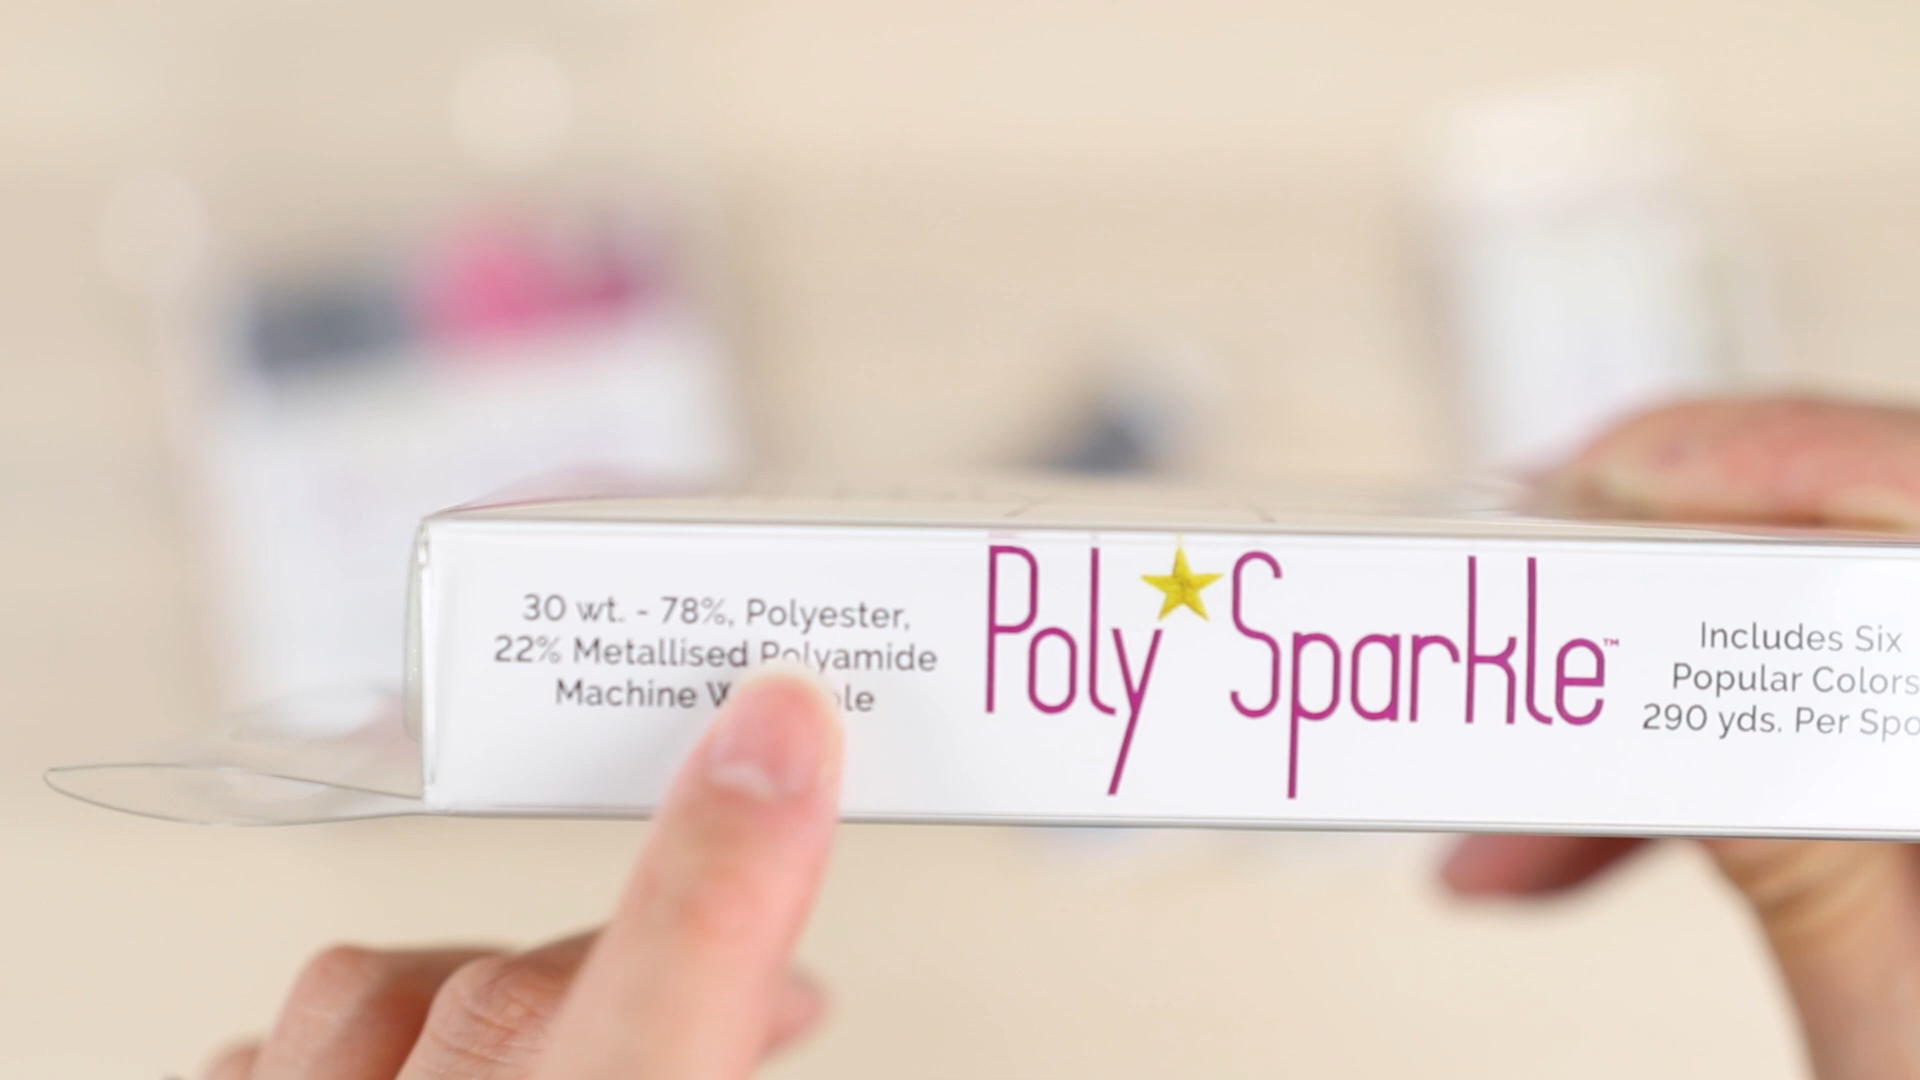 30 wt. - 78%, Polyester,
22% Metallised Polyamide
Machine
Poly Sparkle™
Includes Six
Popular Colors
290 yds. Per